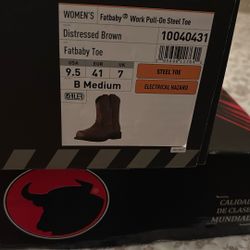 WOMEN'S Fatbaby® Work Pull-On Steel Toe
Distressed Brown 10040431
Fatbaby Toe
USA EUR UK
9.5 41 7
B Medium
STEEL TOE
ELECTRICAL HAZARD
CALIDAD
DE CLASE
MUNDIAL